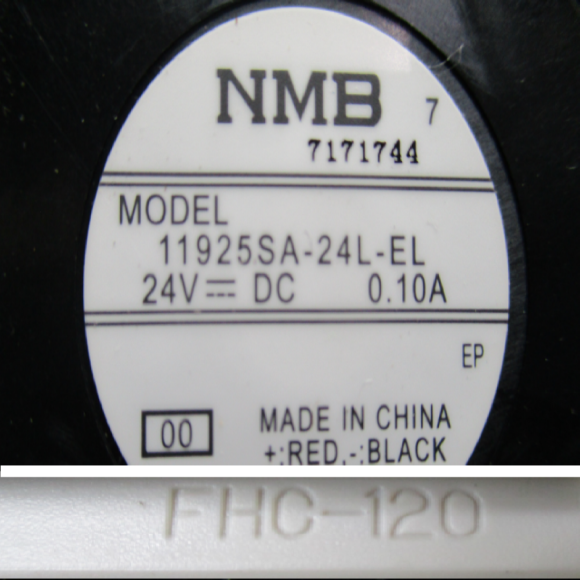 NMB 7
7171744
MODEL
11925SA-24L-EL
24V⎓ DC 0.10A
EP
00 MADE IN CHINA
+:RED,-:BLACK
FHC-120